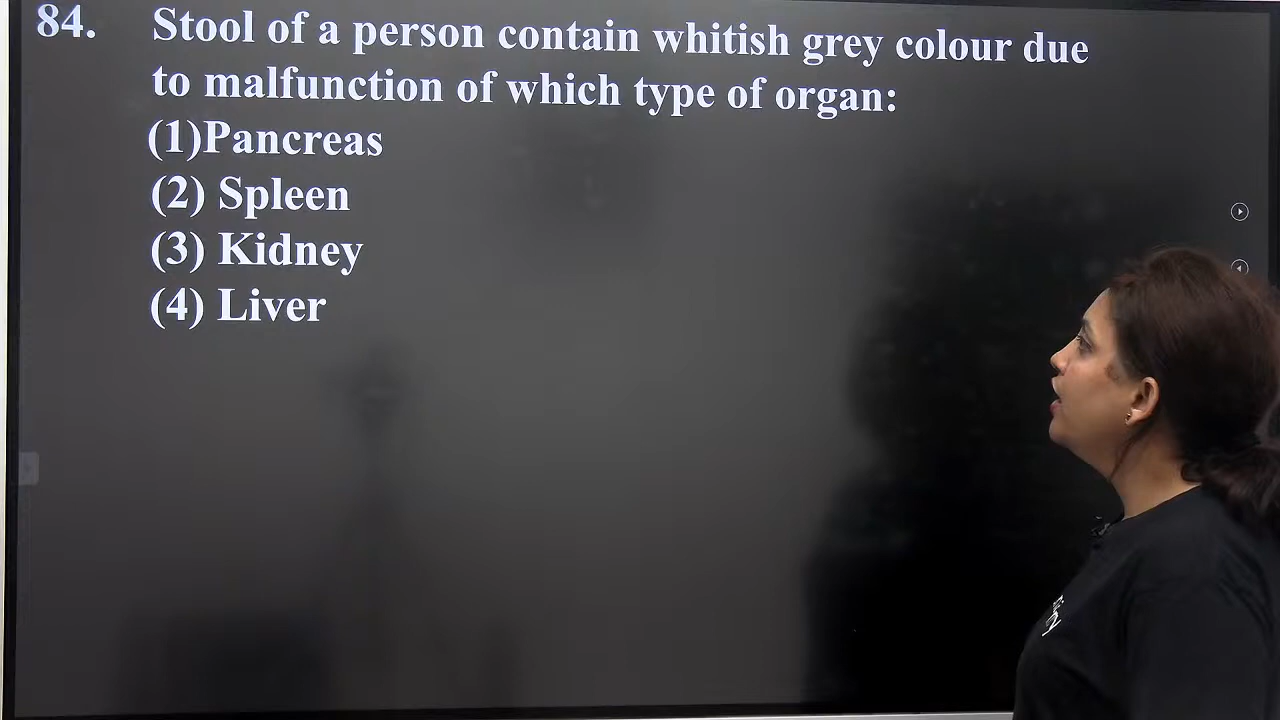 84. Stool of a person contain whitish grey colour due
to malfunction of which type of organ:
(1)Pancreas
(2) Spleen
(3) Kidney
(4) Liver